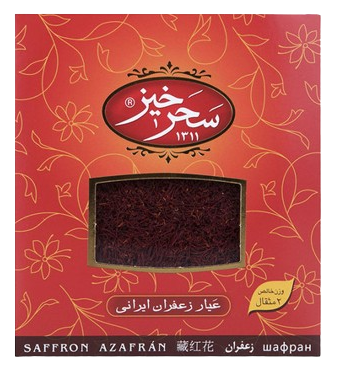 سحرخیز
®
۱۳۱۱
عیار زعفران ایرانی
وزن خالص
۲ مثقال
SAFFRON AZAFRÁN 藏红花 زعفران шафран